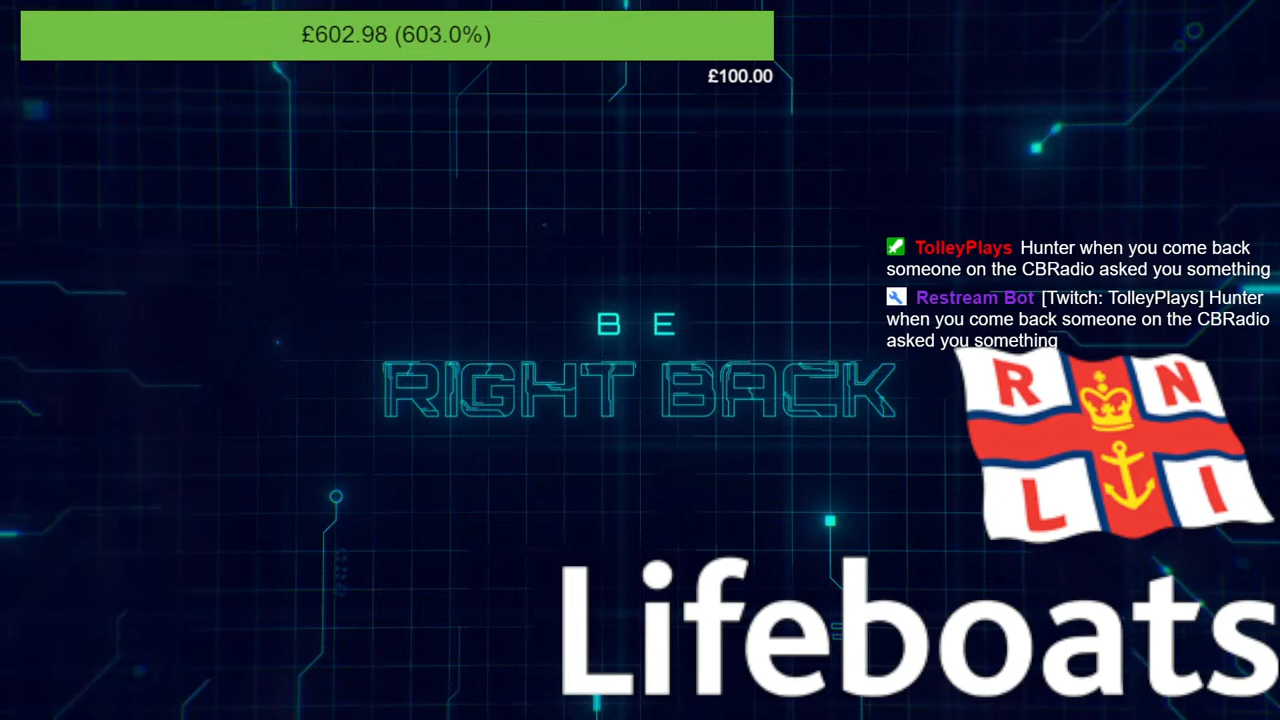 £602.98 (603.0%)
£100.00
TolleyPlays Hunter when you come back
someone on the CBRadio asked you something
Restream Bot [Twitch: TolleyPlays] Hunter
when you come back someone on the CBRadio
asked you something
BE
RIGHT BACK
R N
L I
Lifeboats